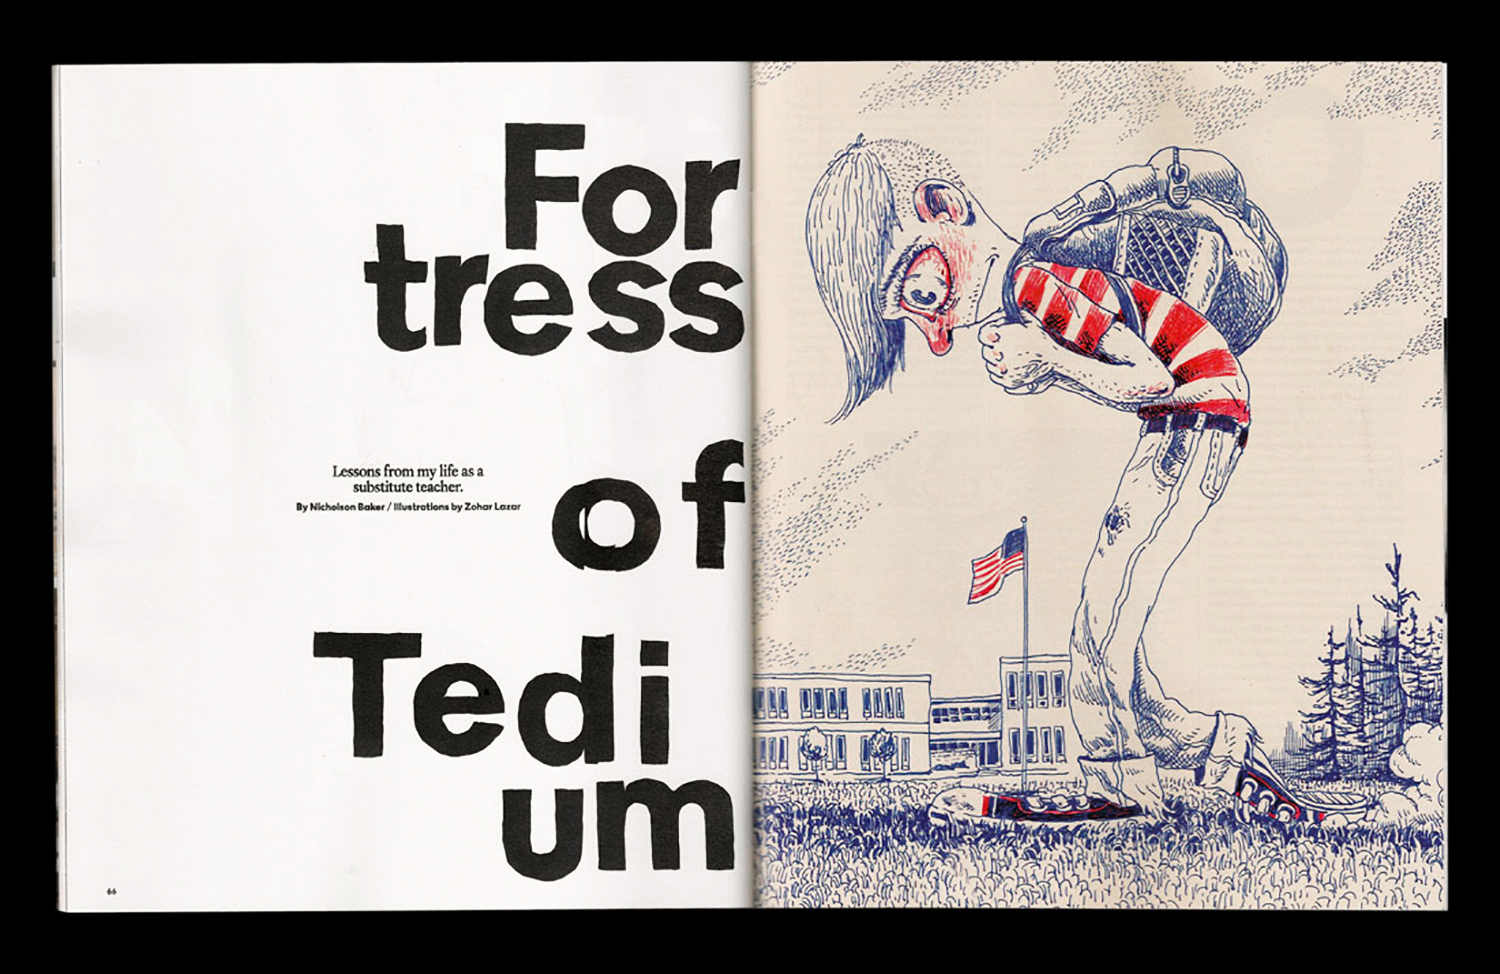 For
tress
of
Lessons from my life as a
substitute teacher.
By Nicholson Baker / Illustrations by Zohar Lazar
Tedi
um
66